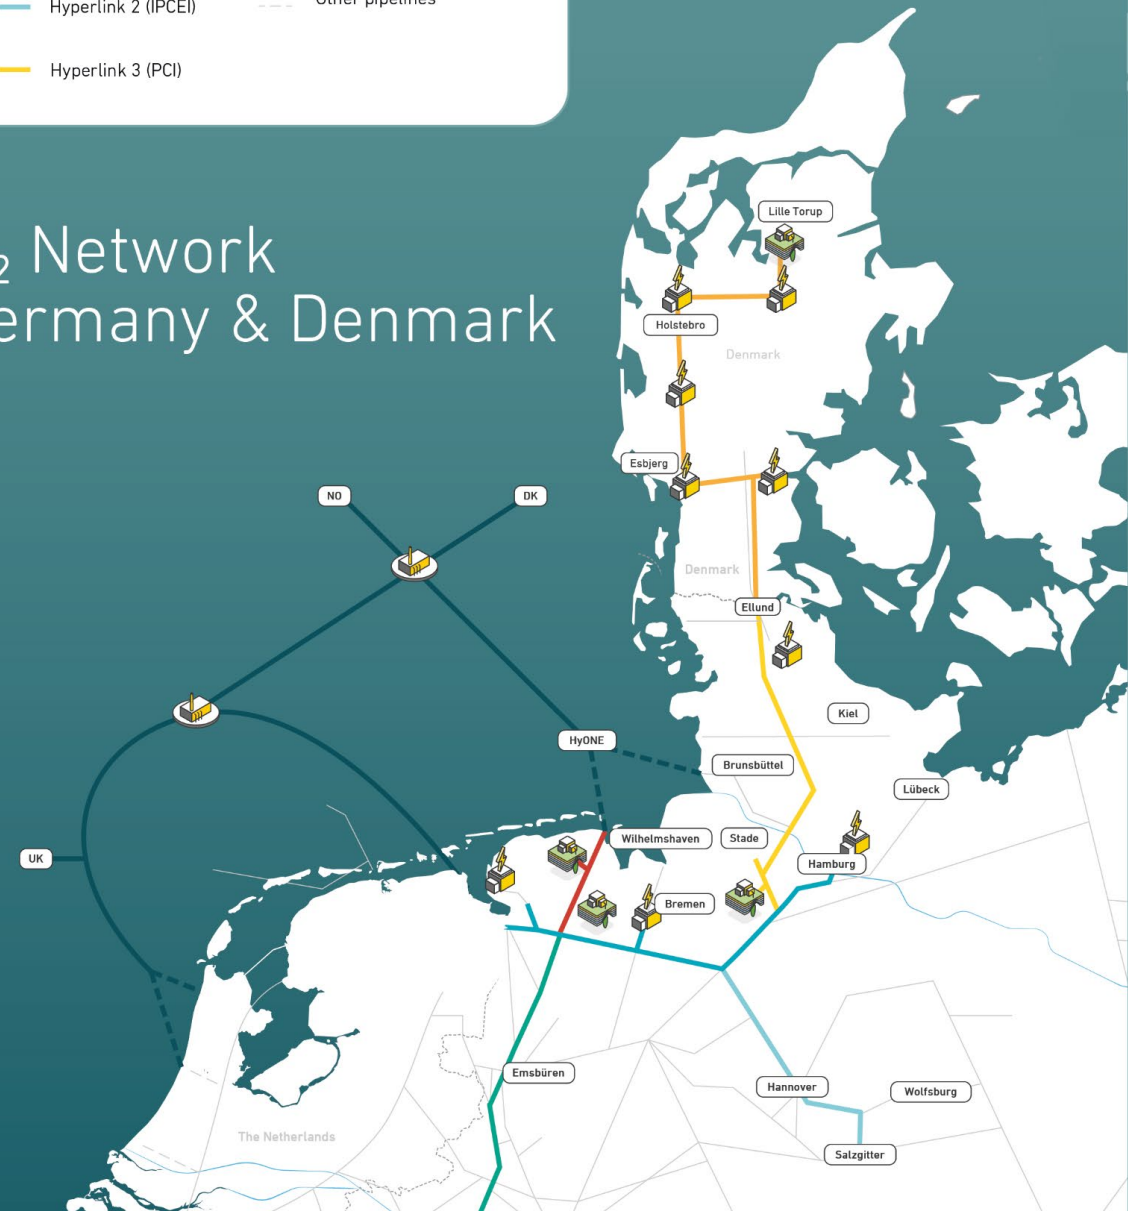 Hyperlink 2 (IPCEI)
Other pipelines
Hyperlink 3 (PCI)
₂ Network
ermany & Denmark
Lille Torup
Holstebro
Denmark
Esbjerg
NO
DK
Denmark
Ellund
Kiel
HyONE
Brunsbüttel
Lübeck
Wilhelmshaven
Stade
UK
Hamburg
Bremen
Emsbüren
Hannover
Wolfsburg
The Netherlands
Salzgitter